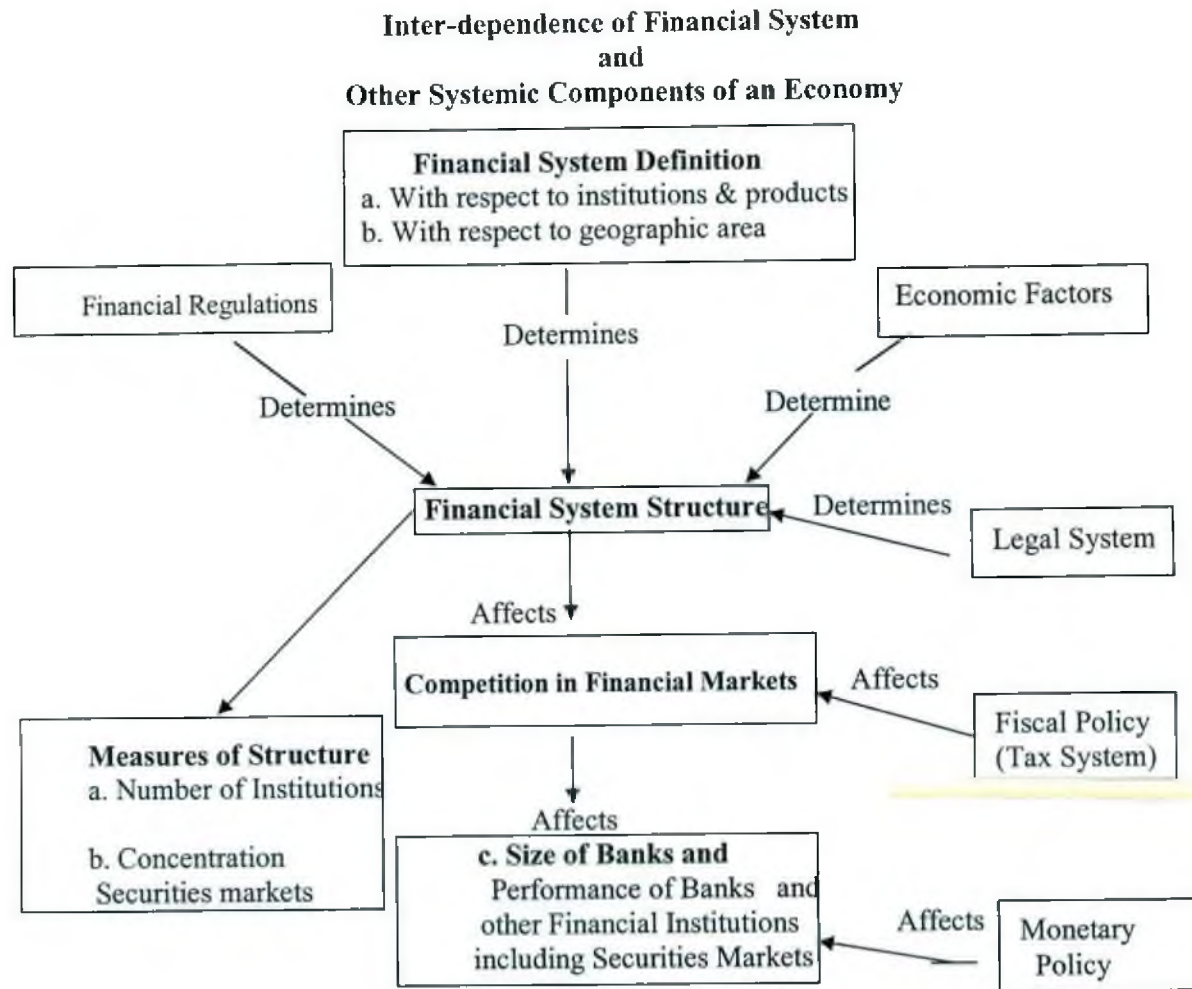 Inter-dependence of Financial System
and
Other Systemic Components of an Economy
Financial System Definition
a. With respect to institutions & products
b. With respect to geographic area
Financial Regulations
Economic Factors
Determines
Determines
Determine
Financial System Structure
Determines
Legal System
Affects
Competition in Financial Markets
Affects
Fiscal Policy
(Tax System)
Measures of Structure
a. Number of Institutions
b. Concentration
Securities markets
Affects
c. Size of Banks and
Performance of Banks and
other Financial Institutions
including Securities Markets
Affects
Monetary
Policy